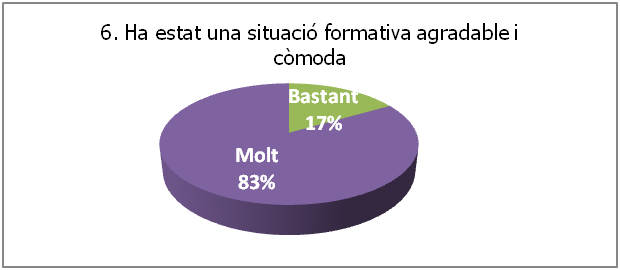 6. Ha estat una situació formativa agradable i
còmoda
Bastant
17%
Molt
83%